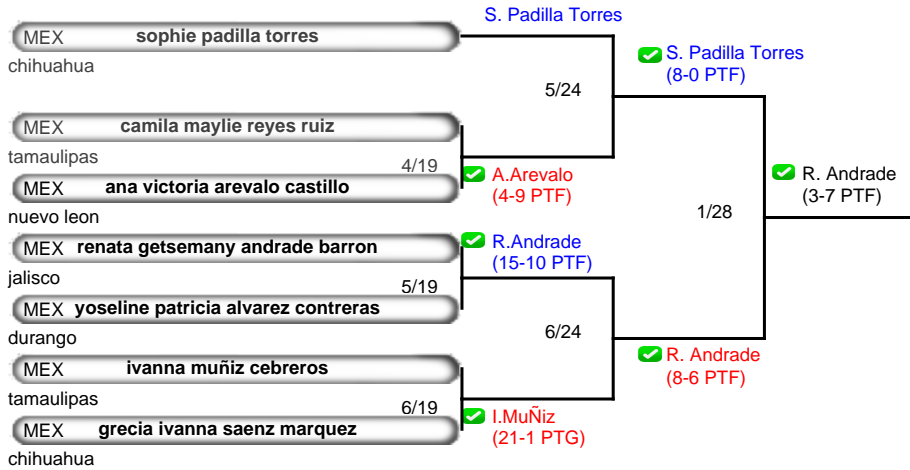 S. Padilla Torres
MEX sophie padilla torres
chihuahua
S. Padilla Torres
(8-0 PTF)
5/24
MEX camila maylie reyes ruiz
tamaulipas
4/19
MEX ana victoria arevalo castillo
nuevo leon
A.Arevalo
(4-9 PTF)
R. Andrade
(3-7 PTF)
1/28
MEX renata getsemany andrade barron
jalisco
R.Andrade
(15-10 PTF)
5/19
MEX yoseline patricia alvarez contreras
durango
6/24
R. Andrade
(8-6 PTF)
MEX ivanna muñiz cebreros
tamaulipas
6/19
MEX grecia ivanna saenz marquez
chihuahua
I.MuÑiz
(21-1 PTG)